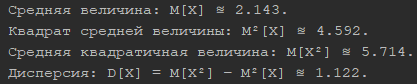 Средняя величина: M[X] ≅ 2.143.
Квадрат средней величины: M²[X] ≅ 4.592.
Средняя квадратичная величина: M[X²] ≅ 5.714.
Дисперсия: D[X] = M[X²] − M²[X] ≅ 1.122.